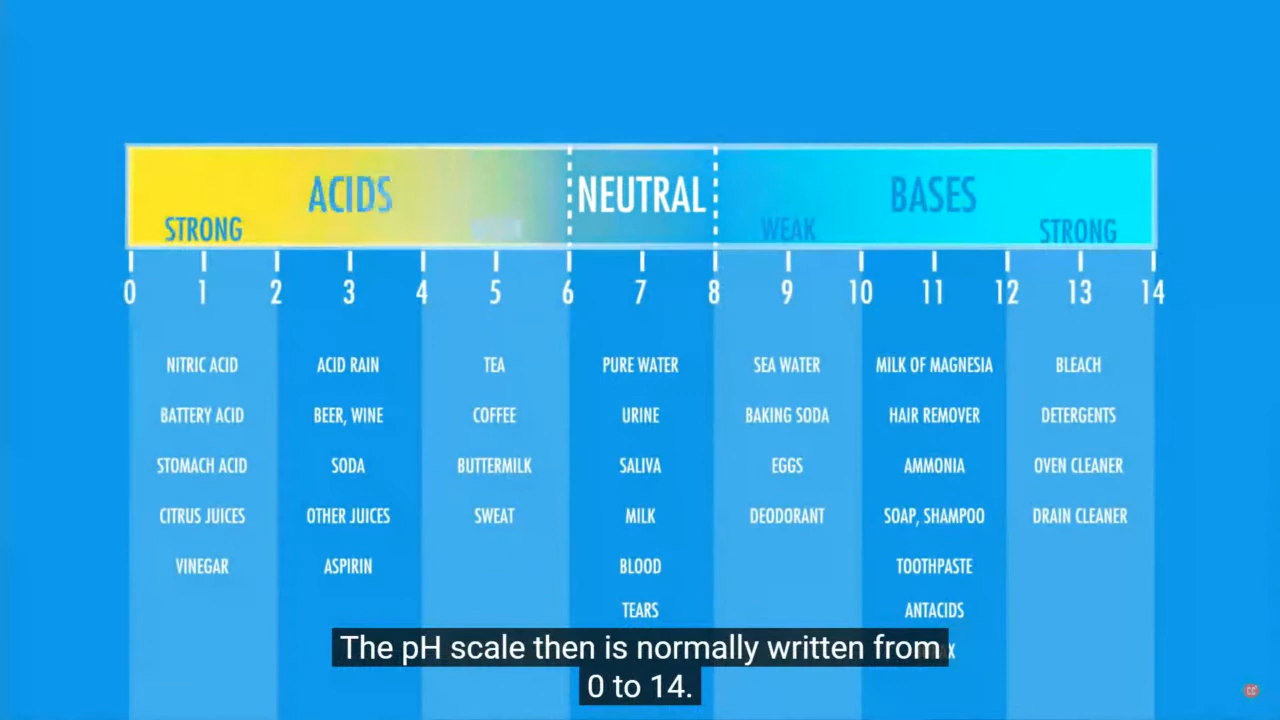 ACIDS
NEUTRAL
BASES
STRONG
WEAK
WEAK
STRONG
0 1 2 3 4 5 6 7 8 9 10 11 12 13 14
NITRIC ACID ACID RAIN TEA PURE WATER SEA WATER MILK OF MAGNESIA BLEACH
BATTERY ACID BEER, WINE COFFEE URINE BAKING SODA HAIR REMOVER DETERGENTS
STOMACH ACID SODA BUTTERMILK SALIVA EGGS AMMONIA OVEN CLEANER
CITRUS JUICES OTHER JUICES SWEAT MILK DEODORANT SOAP, SHAMPOO DRAIN CLEANER
VINEGAR ASPIRIN BLOOD TOOTHPASTE
TEARS ANTACIDS
The pH scale then is normally written from
0 to 14.
CC